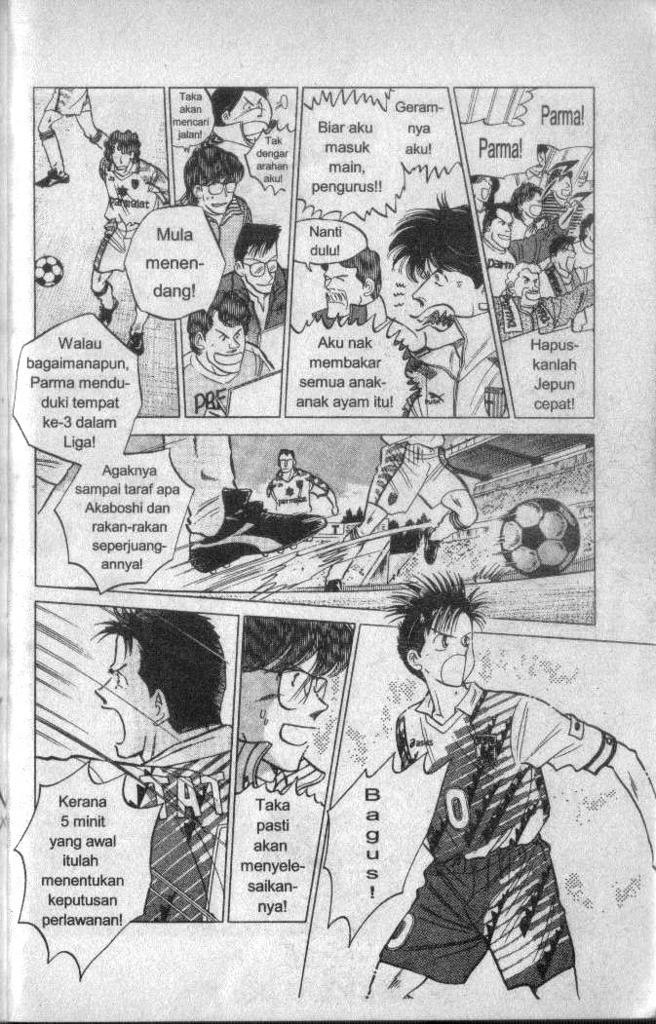 Parma!
Parma!
Hapus-
kanlah
Jepun
cepat!
Geram-
nya
aku!
Biar aku
masuk
main,
pengurus!!
Nanti
dulu!
Aku nak
membakar
semua anak-
anak ayam itu!
Taka
akan
mencari
jalan!
Tak
dengar
arahan
aku!
Mula
menen-
dang!
Parmalat
Walau
bagaimanapun,
Parma mendu-
duki tempat
ke-3 dalam
Liga!
Agaknya
sampai taraf apa
Akaboshi dan
rakan-rakan
seperjuang-
annya!
Bagus!
asics
0
Taka
pasti
akan
menyele-
saikan-
nya!
Kerana
5 minit
yang awal
itulah
menentukan
keputusan
perlawanan!